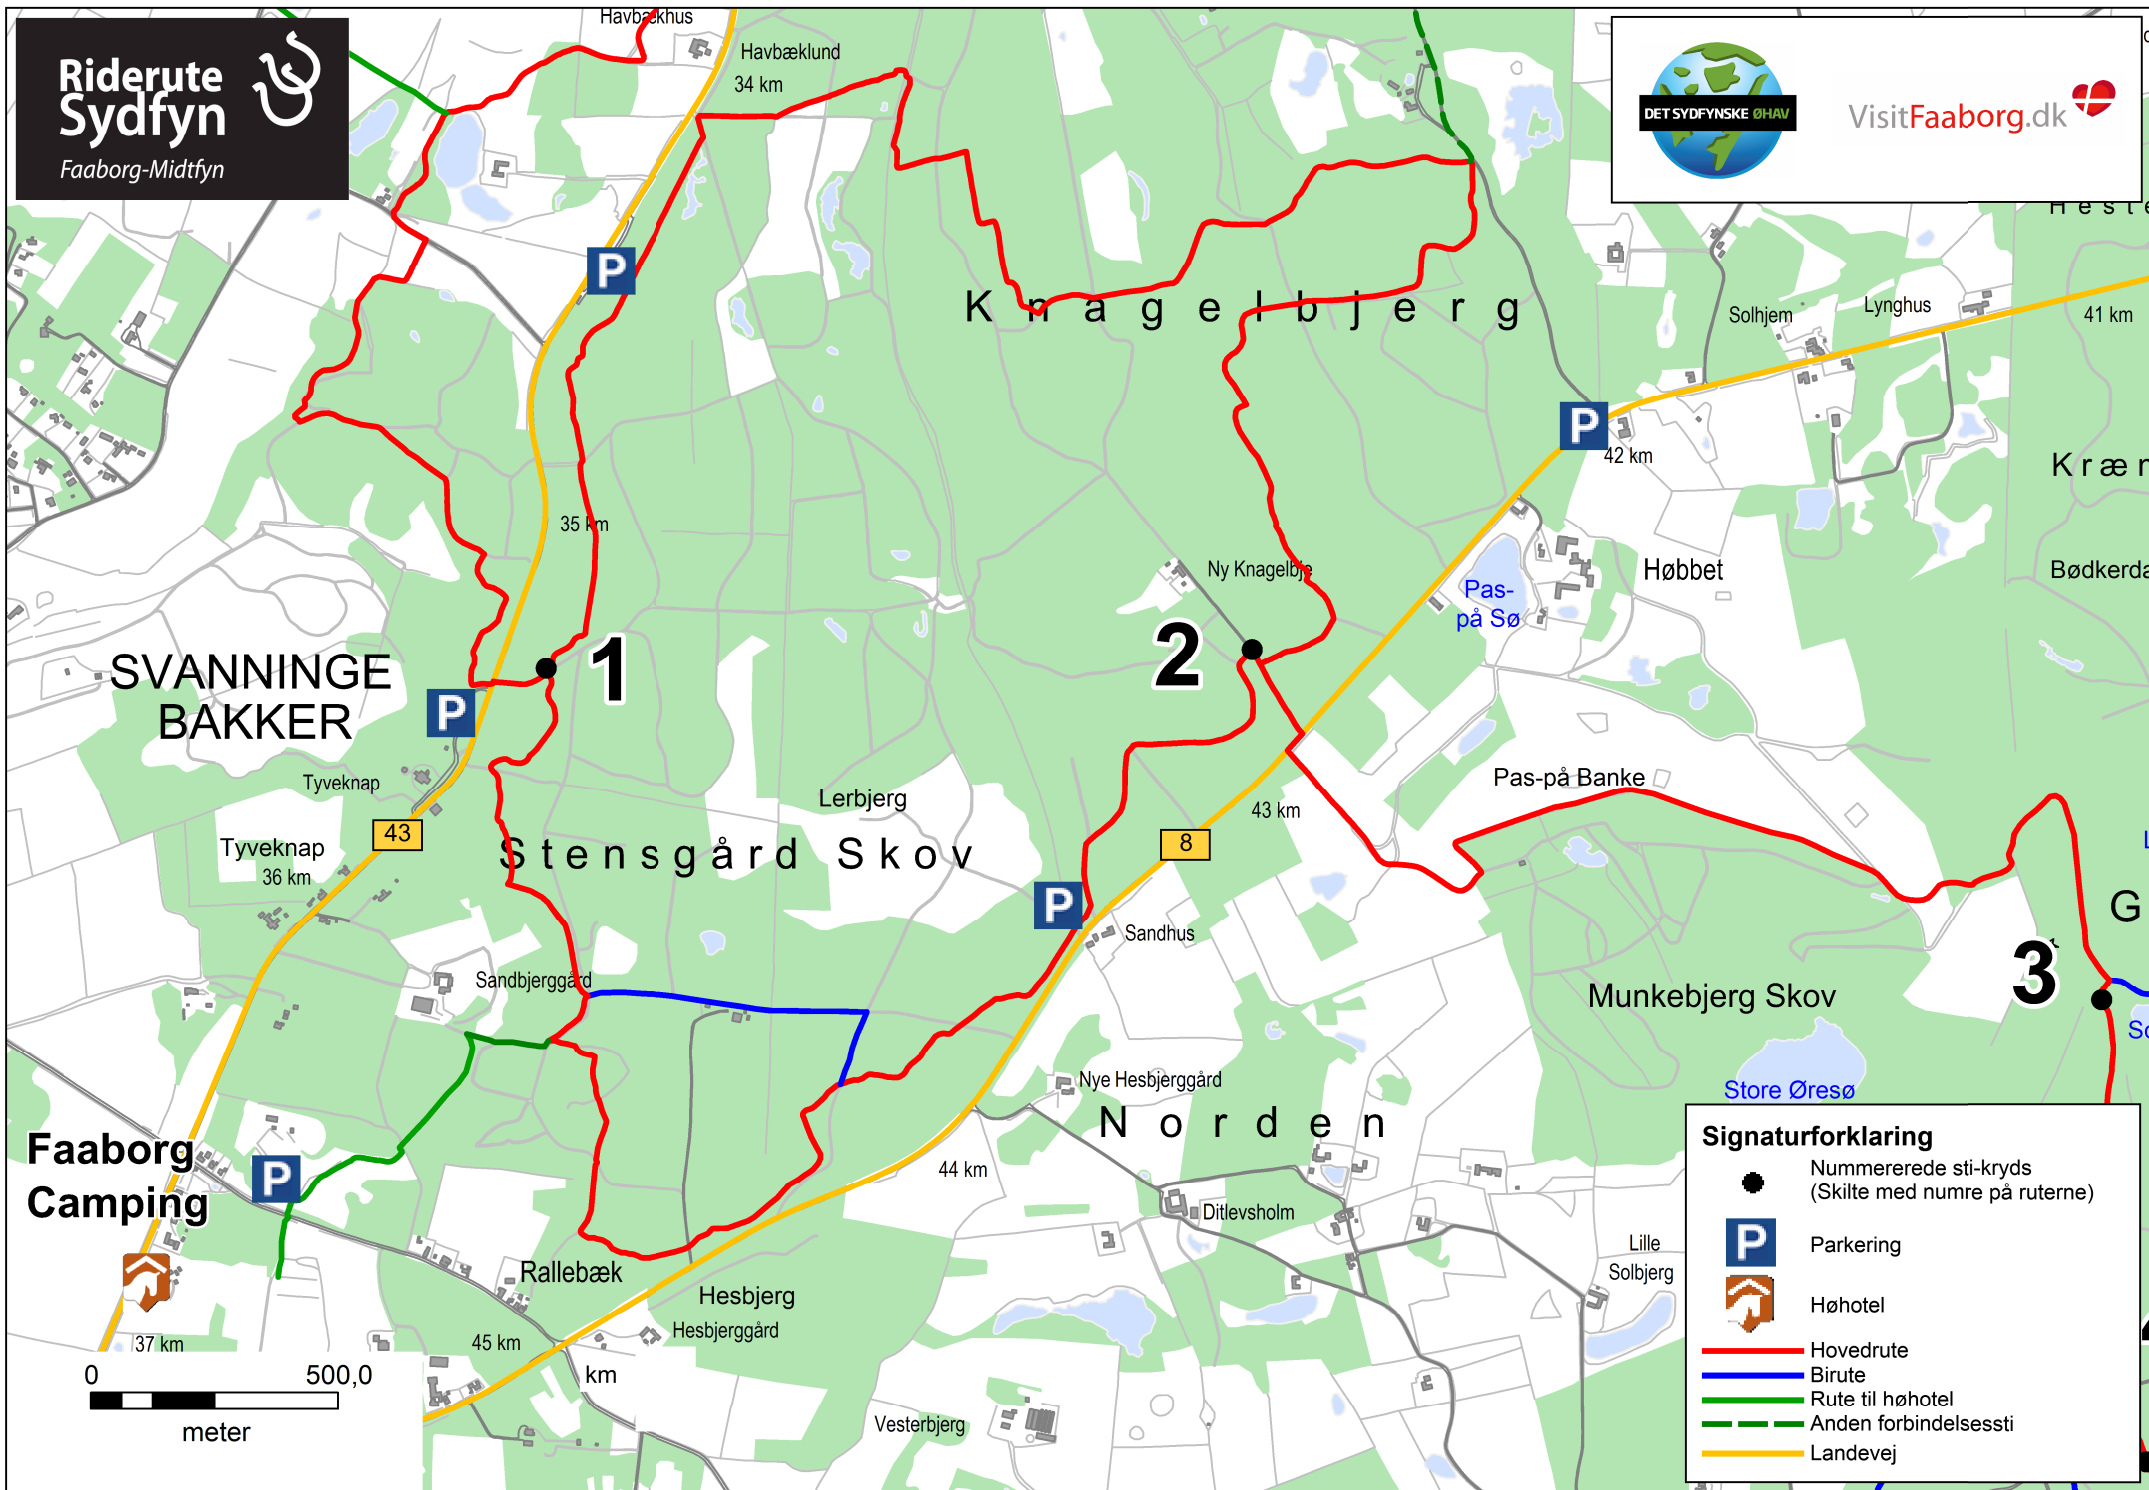 Riderute
Sydfyn
Faaborg-Midtfyn
Havbækhus
Havbæklund
34 km
DET SYDFYNSKE ØHAV
VisitFaaborg.dk
P
Knagelbjerg
Solhjem
Lynghus
41 km
P
42 km
35 km
Ny Knagelbje
Høbbet
Pas-
på Sø
Bødkerda
SVANNINGE
BAKKER
1
2
P
Tyveknap
43
Tyveknap
36 km
Lerbjerg
Stensgård Skov
8
43 km
Pas-på Banke
P
Sandhus
G
3
Sandbjerggård
Munkebjerg Skov
Nye Hesbjerggård
Norden
Store Øresø
Faaborg
Camping
P
44 km
Ditlevsholm
Lille
Solbjerg
Rallebæk
Hesbjerg
Hesbjerggård
45 km
37 km
km
Vesterbjerg
0 500,0
meter
Signaturforklaring
Nummererede sti-kryds
(Skilte med numre på ruterne)
P Parkering
Høhotel
Hovedrute
Birute
Rute til høhotel
Anden forbindelsessti
Landevej